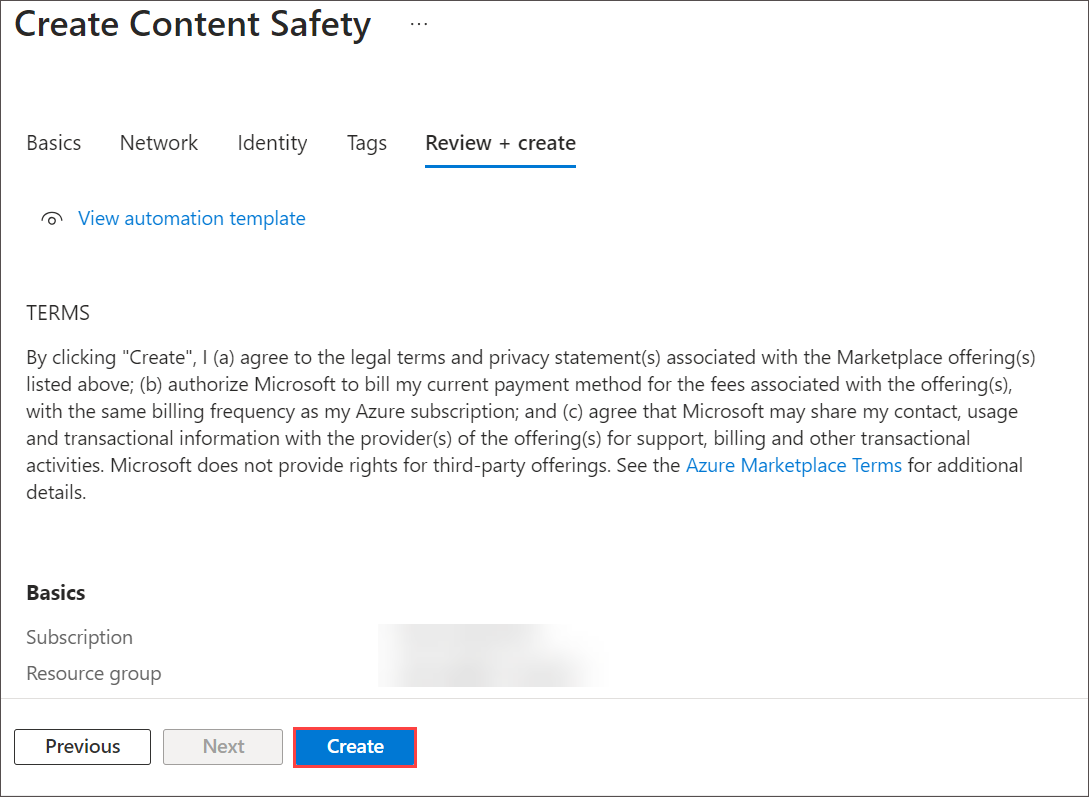 Create Content Safety ...
Basics Network Identity Tags Review + create
View automation template
TERMS
By clicking "Create", I (a) agree to the legal terms and privacy statement(s) associated with the Marketplace offering(s)
listed above; (b) authorize Microsoft to bill my current payment method for the fees associated with the offering(s),
with the same billing frequency as my Azure subscription; and (c) agree that Microsoft may share my contact, usage
and transactional information with the provider(s) of the offering(s) for support, billing and other transactional
activities. Microsoft does not provide rights for third-party offerings. See the Azure Marketplace Terms for additional
details.
Basics
Subscription
Resource group
Previous Next Create